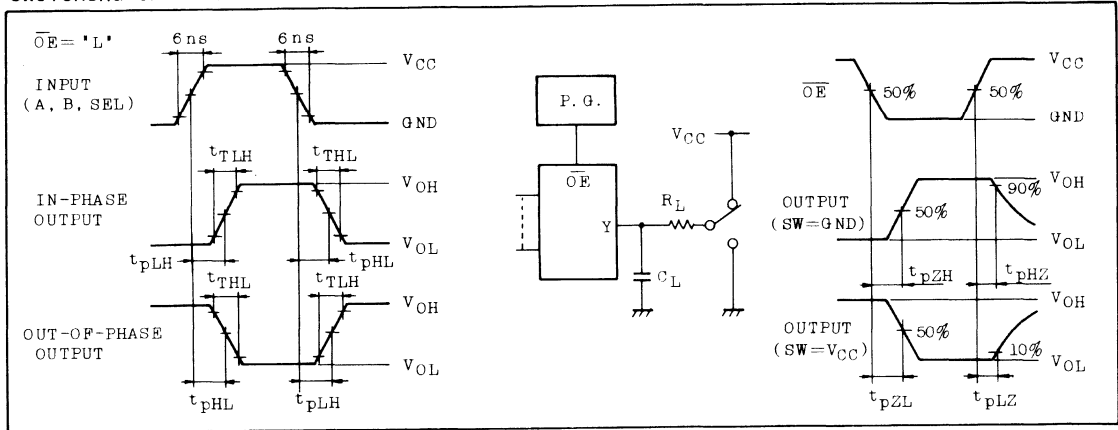 OE= "L"
6ns
6ns
INPUT
(A, B, SEL)
VCC
GND
tTLH
tTHL
IN-PHASE
OUTPUT
VOH
VOL
tpLH
tpHL
tTHL
tTLH
OUT-OF-PHASE
OUTPUT
VOH
VOL
tpHL
tpLH
P.G.
OE
Y
VCC
RL
CL
OE
50%
50%
VCC
GND
OUTPUT
(SW=GND)
50%
VOH
90%
VOL
tpZH
tpHZ
OUTPUT
(SW=VCC)
50%
VOH
10%
VOL
tpZL
tpLZ